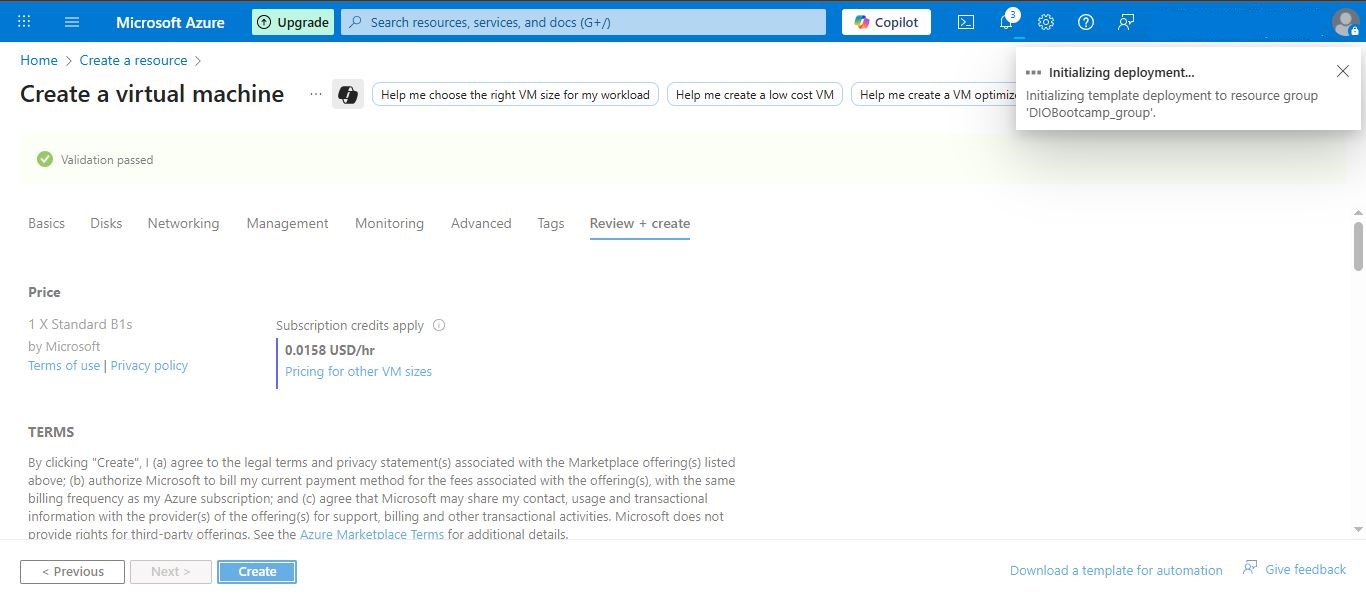 Microsoft Azure
Upgrade
Search resources, services, and docs (G+/)
Copilot
3
Home > Create a resource >
Create a virtual machine
...
Help me choose the right VM size for my workload
Help me create a low cost VM
Help me create a VM optimize
Initializing deployment...
Initializing template deployment to resource group
'DIOBootcamp_group'.
Validation passed
Basics
Disks
Networking
Management
Monitoring
Advanced
Tags
Review + create
Price
1 X Standard B1s
by Microsoft
Terms of use | Privacy policy
Subscription credits apply
0.0158 USD/hr
Pricing for other VM sizes
TERMS
By clicking "Create", I (a) agree to the legal terms and privacy statement(s) associated with the Marketplace offering(s) listed
above; (b) authorize Microsoft to bill my current payment method for the fees associated with the offering(s), with the same
billing frequency as my Azure subscription; and (c) agree that Microsoft may share my contact, usage and transactional
information with the provider(s) of the offering(s) for support, billing and other transactional activities. Microsoft does not
provide rights for third-party offerings. See the Azure Marketplace Terms for additional details.
< Previous
Next >
Create
Download a template for automation
Give feedback